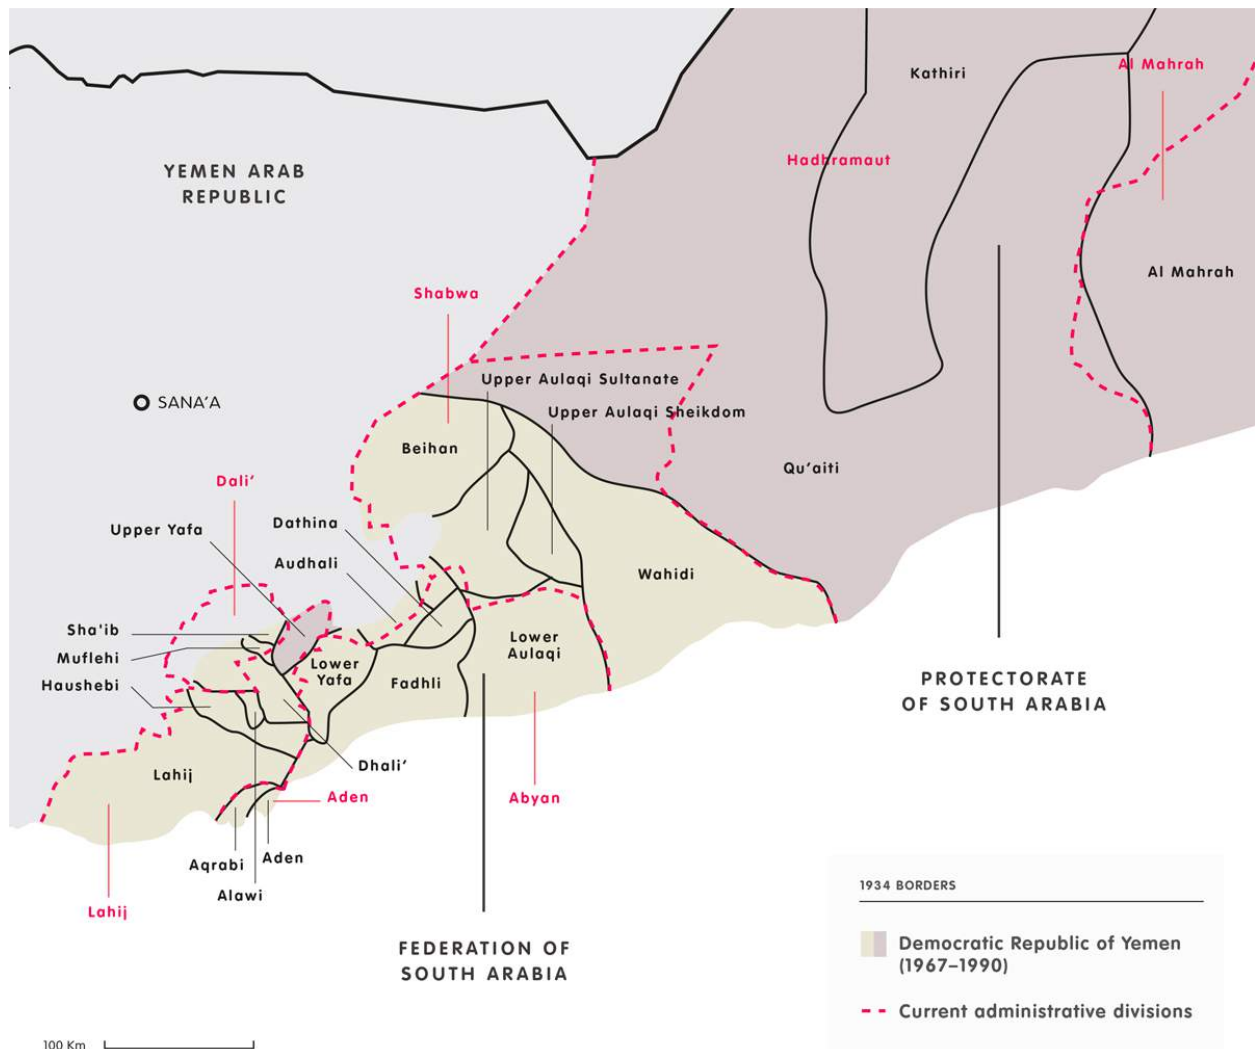 Kathiri
Al Mahrah
Hadhramaut
YEMEN ARAB
REPUBLIC
Al Mahrah
Shabwa
Upper Aulaqi Sultanate
SANA'A
Upper Aulaqi Sheikdom
Beihan
Qu'aiti
Dali'
Dathina
Upper Yafa
Audhali
Wahidi
Sha'ib
Muflehi
Lower
Aulaqi
Haushebi
Lower
Yafa
Fadhli
PROTECTORATE
OF SOUTH ARABIA
Dhali'
Lahij
Aden
Abyan
Aqrabi
Aden
Alawi
Lahij
1934 BORDERS
FEDERATION OF
SOUTH ARABIA
Democratic Republic of Yemen
(1967–1990)
Current administrative divisions
100 Km